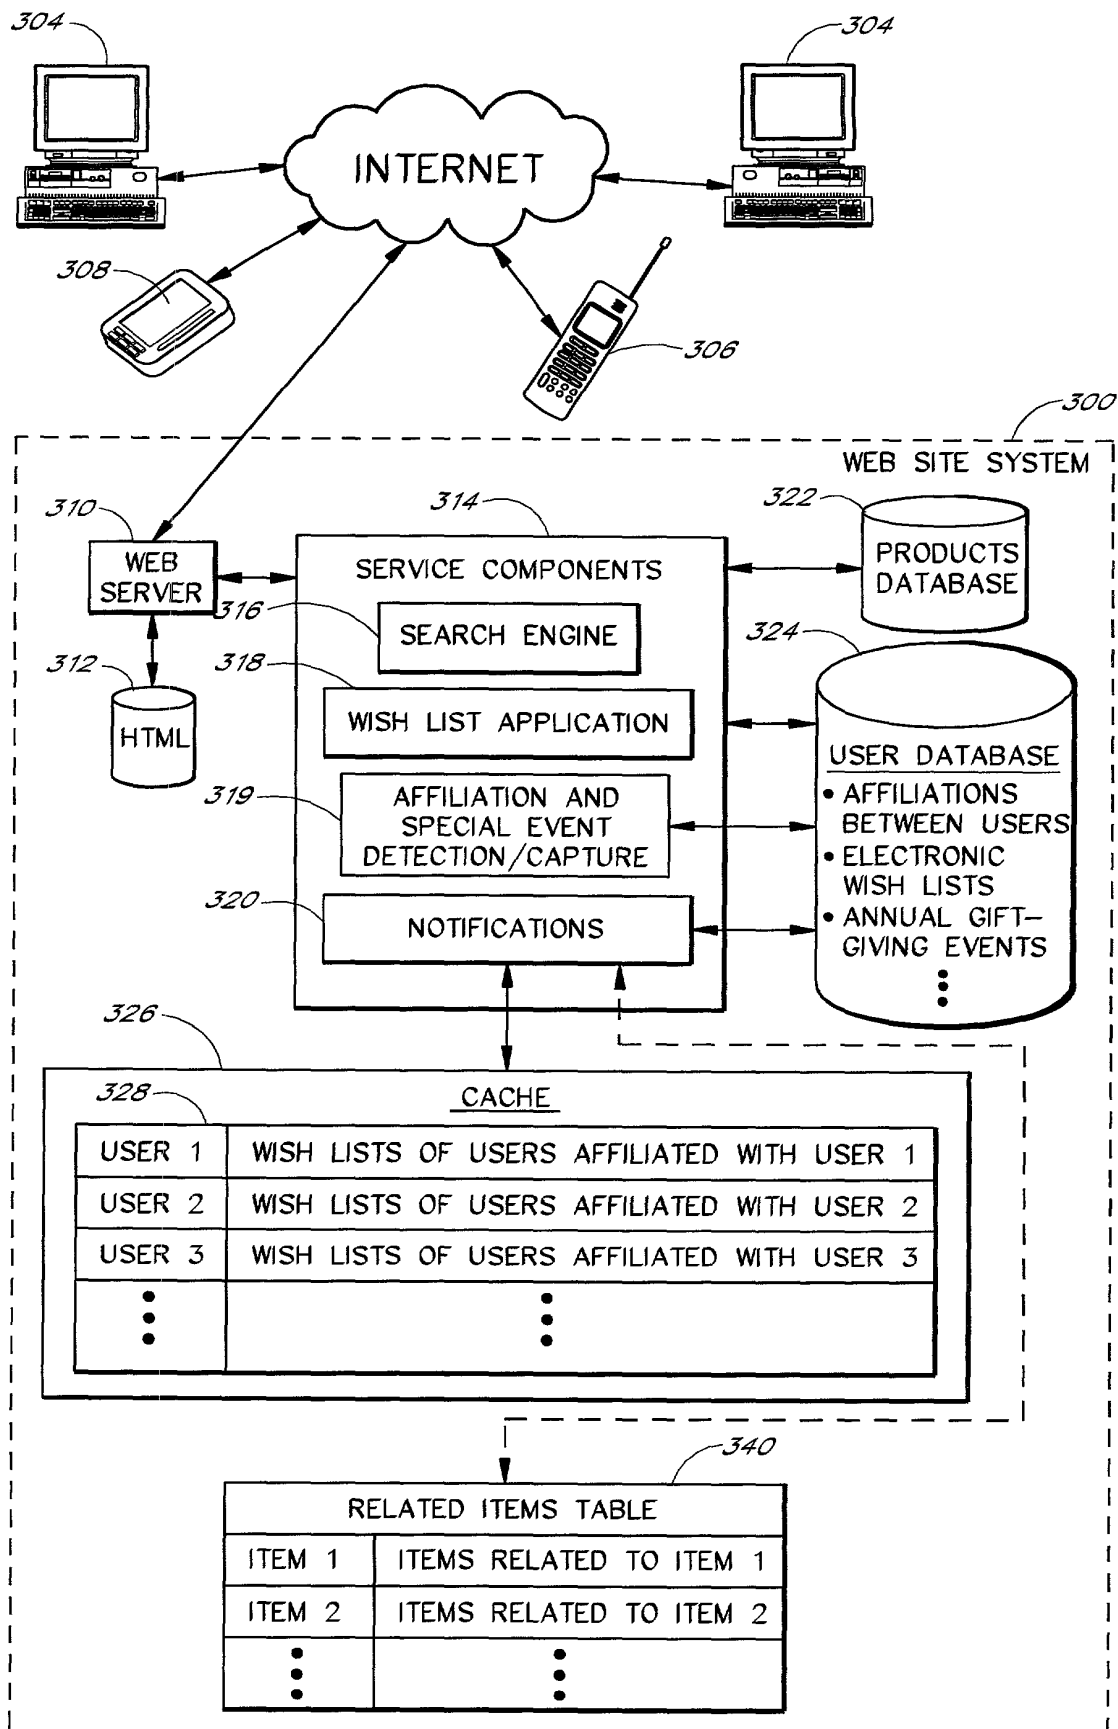 304
304
INTERNET
308
306
300
WEB SITE SYSTEM
310
314
322
WEB
SERVER
SERVICE COMPONENTS
PRODUCTS
DATABASE
316
SEARCH ENGINE
324
312
318
HTML
WISH LIST APPLICATION
USER DATABASE
319
AFFILIATION AND
SPECIAL EVENT
DETECTION/CAPTURE
• AFFILIATIONS
BETWEEN USERS
• ELECTRONIC
WISH LISTS
320
NOTIFICATIONS
• ANNUAL GIFT-
GIVING EVENTS
326
CACHE
328
USER 1 WISH LISTS OF USERS AFFILIATED WITH USER 1
USER 2 WISH LISTS OF USERS AFFILIATED WITH USER 2
USER 3 WISH LISTS OF USERS AFFILIATED WITH USER 3
340
RELATED ITEMS TABLE
ITEM 1 ITEMS RELATED TO ITEM 1
ITEM 2 ITEMS RELATED TO ITEM 2